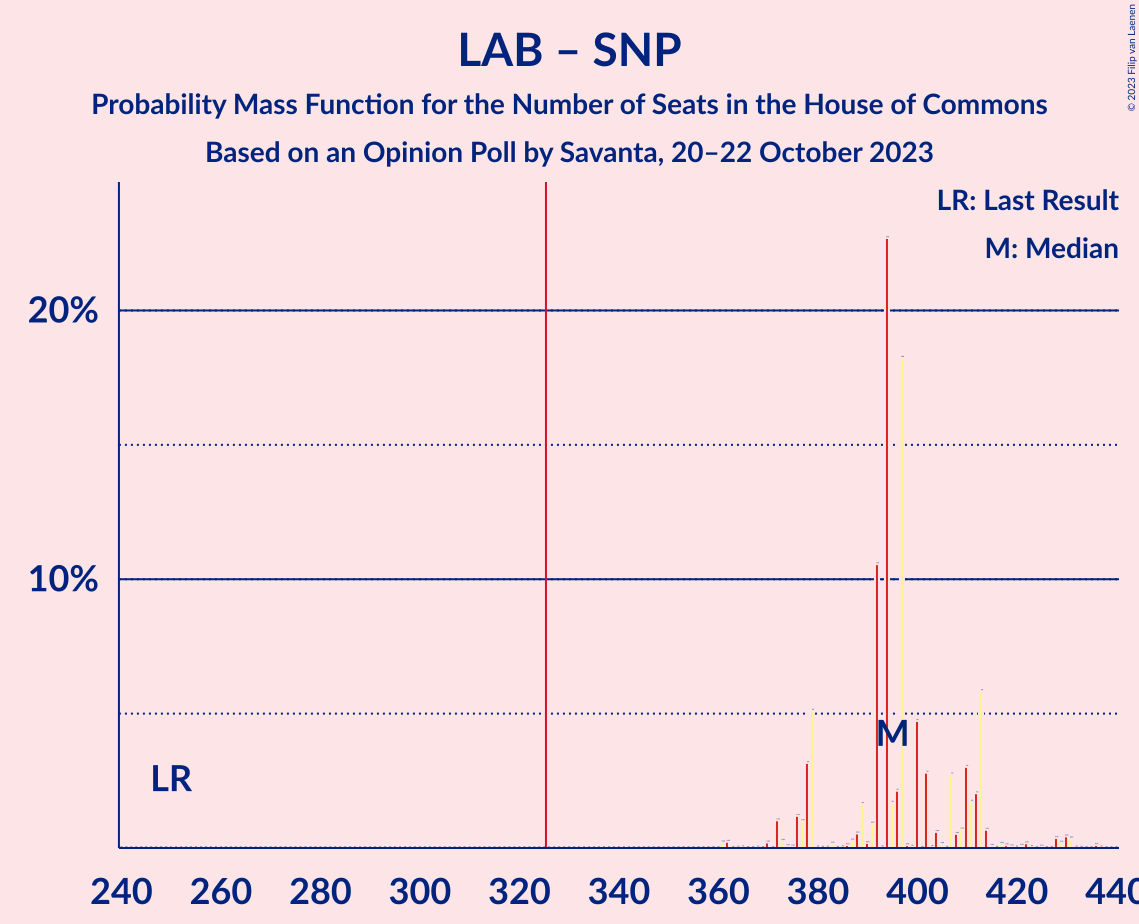 LAB – SNP
Probability Mass Function for the Number of Seats in the House of Commons
Based on an Opinion Poll by Savanta, 20–22 October 2023
© 2023 Filip van Laenen
LR: Last Result
M: Median
20%
10%
M
LR
240 260 280 300 320 340 360 380 400 420 440